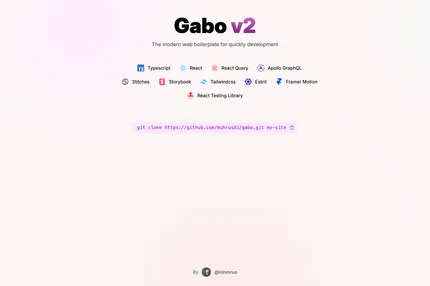 Gabo v2
The modern web boilerplate for quickly development
Typescript React React Query Apollo GraphQL
Stitches Storybook Tailwindcss Eslint Framer Motion
React Testing Library
git clone https://github.com/muhrusdi/gabo.git my-site
By @mhmrus